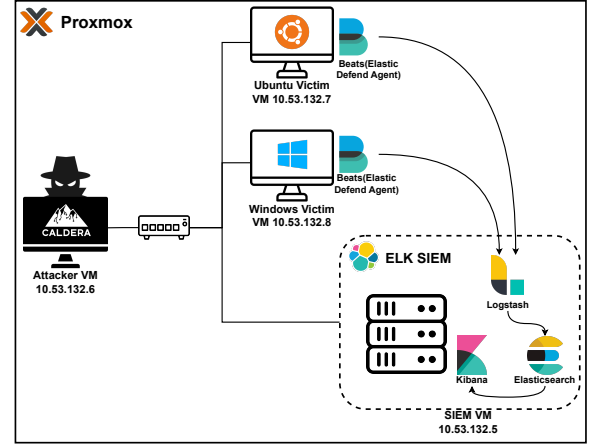 Proxmox
Beats(Elastic
Defend Agent)
Ubuntu Victim
VM 10.53.132.7
Beats(Elastic
Defend Agent)
Windows Victim
VM 10.53.132.8
CALDERA
Attacker VM
10.53.132.6
ELK SIEM
Logstash
Kibana
Elasticsearch
SIEM VM
10.53.132.5